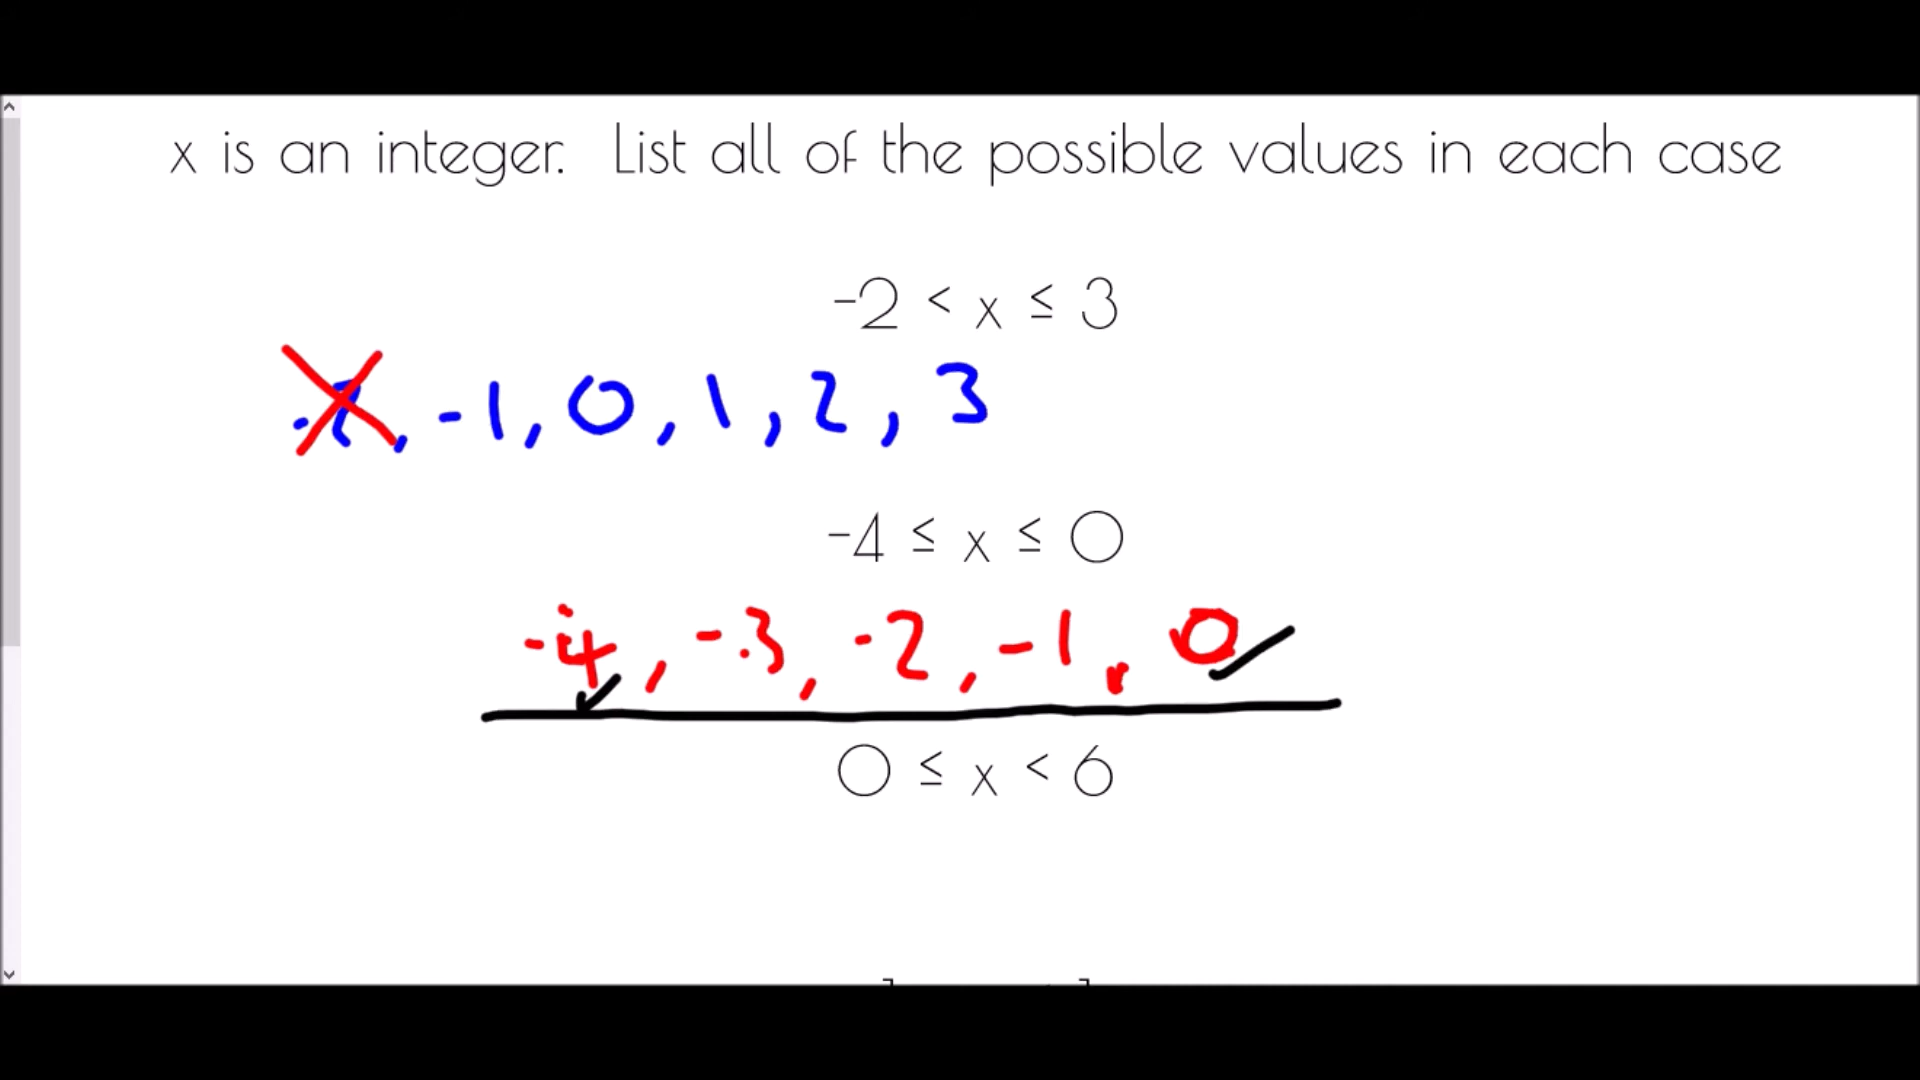 x is an integer. List all of the possible values in each case
-2 < x ≤ 3
-2, -1, 0, 1, 2, 3
-4 ≤ x ≤ 0
-4, -3, -2, -1, 0
0 ≤ x < 6